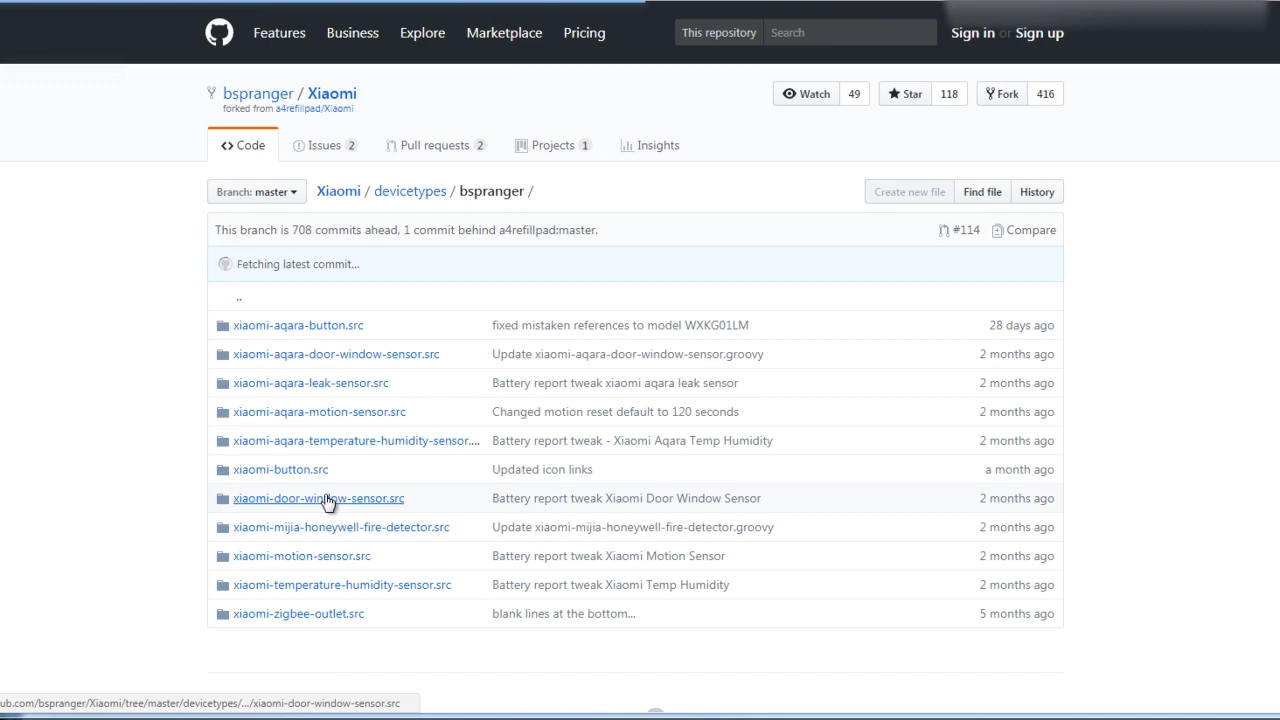 Features Business Explore Marketplace Pricing This repository Search Sign in or Sign up
bspranger / Xiaomi Watch 49 Star 118 Fork 416
forked from a4refillpad/Xiaomi
Code Issues 2 Pull requests 2 Projects 1 Insights
Branch: master Xiaomi / devicetypes / bspranger / Create new file Find file History
This branch is 708 commits ahead, 1 commit behind a4refillpad:master. #114 Compare
Fetching latest commit...
..
xiaomi-aqara-button.src fixed mistaken references to model WXKG01LM 28 days ago
xiaomi-aqara-door-window-sensor.src Update xiaomi-aqara-door-window-sensor.groovy 2 months ago
xiaomi-aqara-leak-sensor.src Battery report tweak xiaomi aqara leak sensor 2 months ago
xiaomi-aqara-motion-sensor.src Changed motion reset default to 120 seconds 2 months ago
xiaomi-aqara-temperature-humidity-sensor.... Battery report tweak - Xiaomi Aqara Temp Humidity 2 months ago
xiaomi-button.src Updated icon links a month ago
xiaomi-door-window-sensor.src Battery report tweak Xiaomi Door Window Sensor 2 months ago
xiaomi-mijia-honeywell-fire-detector.src Update xiaomi-mijia-honeywell-fire-detector.groovy 2 months ago
xiaomi-motion-sensor.src Battery report tweak Xiaomi Motion Sensor 2 months ago
xiaomi-temperature-humidity-sensor.src Battery report tweak Xiaomi Temp Humidity 2 months ago
xiaomi-zigbee-outlet.src blank lines at the bottom... 5 months ago
ub.com/bspranger/Xiaomi/tree/master/devicetypes/.../xiaomi-door-window-sensor.src